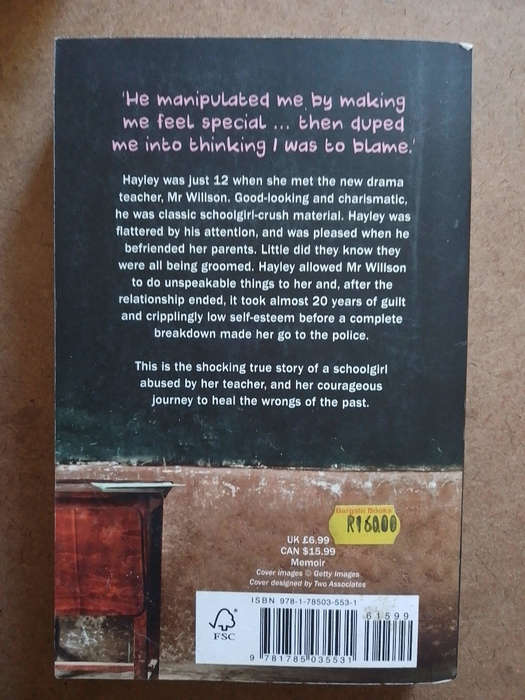 'He manipulated me by making
me feel special ... then duped
me into thinking I was to blame.'
Hayley was just 12 when she met the new drama
teacher, Mr Willson. Good-looking and charismatic,
he was classic schoolgirl-crush material. Hayley was
flattered by his attention, and was pleased when he
befriended her parents. Little did they know they
were all being groomed. Hayley allowed Mr Willson
to do unspeakable things to her and, after the
relationship ended, it took almost 20 years of guilt
and cripplingly low self-esteem before a complete
breakdown made her go to the police.
This is the shocking true story of a schoolgirl
abused by her teacher, and her courageous
journey to heal the wrongs of the past.
Bargain Books
R160.00
UK £6.99
CAN $15.99
Memoir
Cover images © Getty Images
Cover designed by Two Associates
ISBN 978-1-78503-553-1
61599
FSC
9 781785 035531